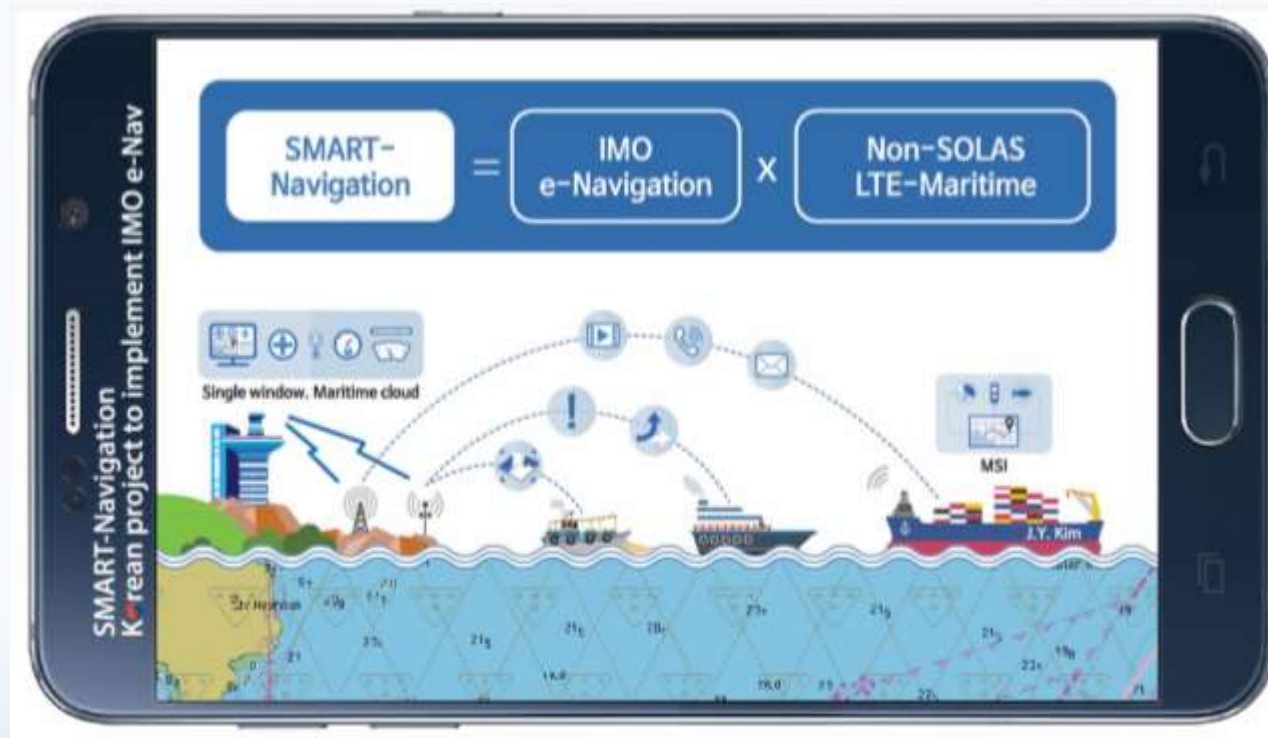 SMART-Navigation
Korean project to implement IMO e-Nav
SMART-
Navigation
=
IMO
e-Navigation
x
Non-SOLAS
LTE-Maritime
Single window. Maritime cloud
MSI
J.Y. Kim